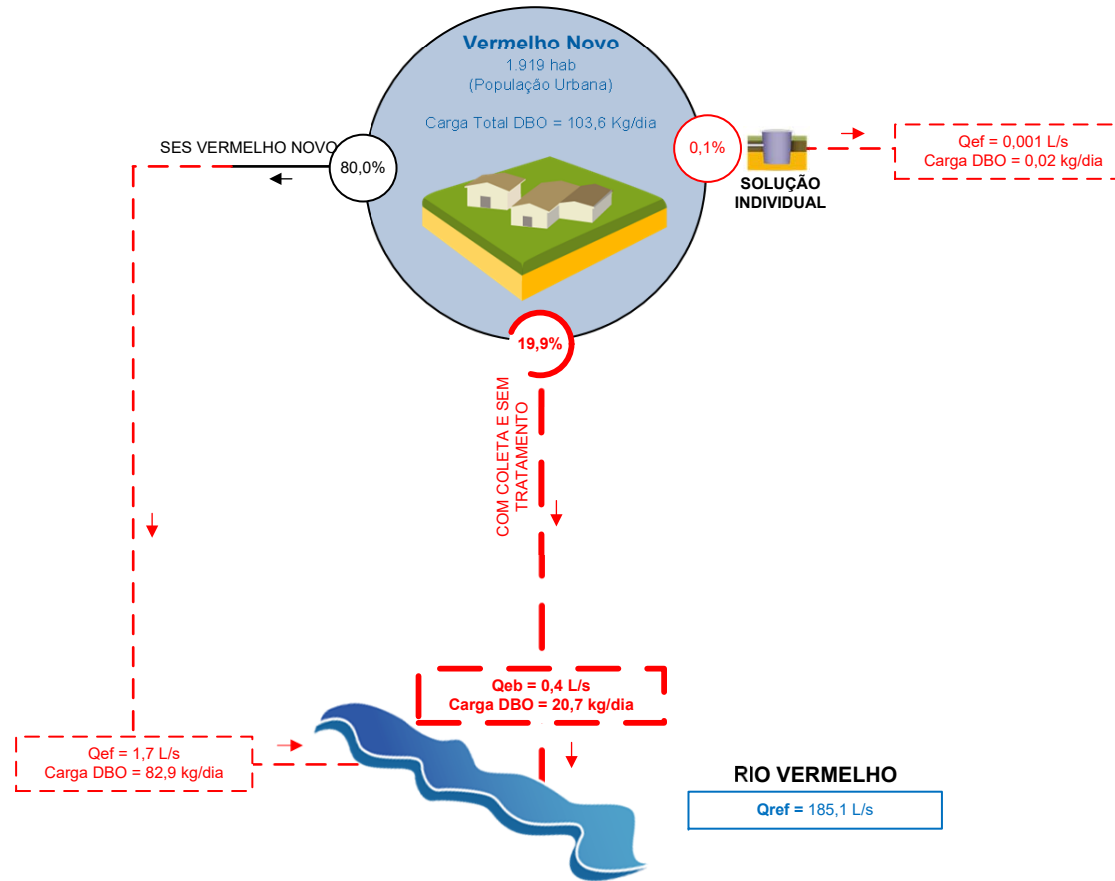 Vermelho Novo
1.919 hab
(População Urbana)
Carga Total DBO = 103,6 Kg/dia
SES VERMELHO NOVO
80,0%
0,1%
SOLUÇÃO
INDIVIDUAL
Qef = 0,001 L/s
Carga DBO = 0,02 kg/dia
19,9%
COM COLETA E SEM
TRATAMENTO
Qeb = 0,4 L/s
Carga DBO = 20,7 kg/dia
Qef = 1,7 L/s
Carga DBO = 82,9 kg/dia
RIO VERMELHO
Qref = 185,1 L/s